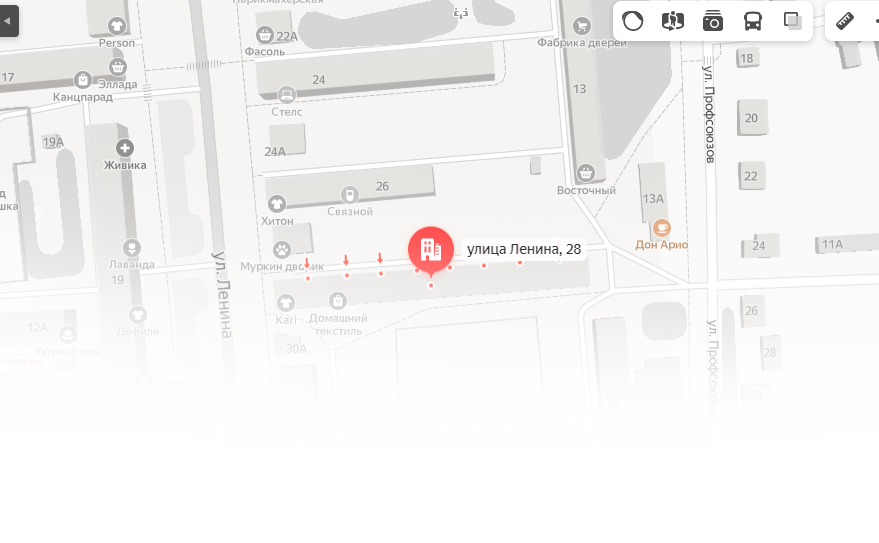 Парикмахерская
Person
22А
Фасоль
Фабрика дверей
18
17
Эллада
Канцпарад
24
13
Стелс
ул. Профсоюзов
20
19А
24А
Живика
26
Восточный
22
13А
Связной
Хитон
Дон Арио
24
11А
улица Ленина, 28
Муркин дворик
Лаванда
19
ул. Ленина
Kari
Домашний
текстиль
26
12А
Дефиле
ул. Профсоюзов
Уютный дом
30А
28
30